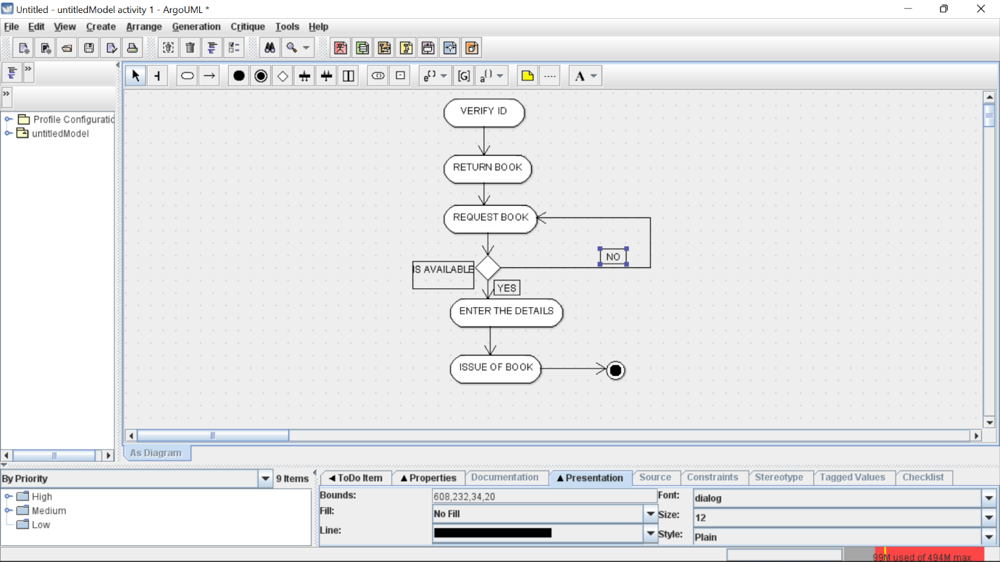 Untitled - untitledModel activity 1 - ArgoUML *
File Edit View Create Arrange Generation Critique Tools Help
e() [G] a() A
Profile Configuratio
untitledModel
VERIFY ID
RETURN BOOK
REQUEST BOOK
NO
IS AVAILABLE
YES
ENTER THE DETAILS
ISSUE OF BOOK
As Diagram
By Priority 9 Items
High
Medium
Low
ToDo Item Properties Documentation Presentation Source Constraints Stereotype Tagged Values Checklist
Bounds: 608,232,34,20 Font: dialog
Fill: No Fill Size: 12
Line: Style: Plain
99M used of 494M max